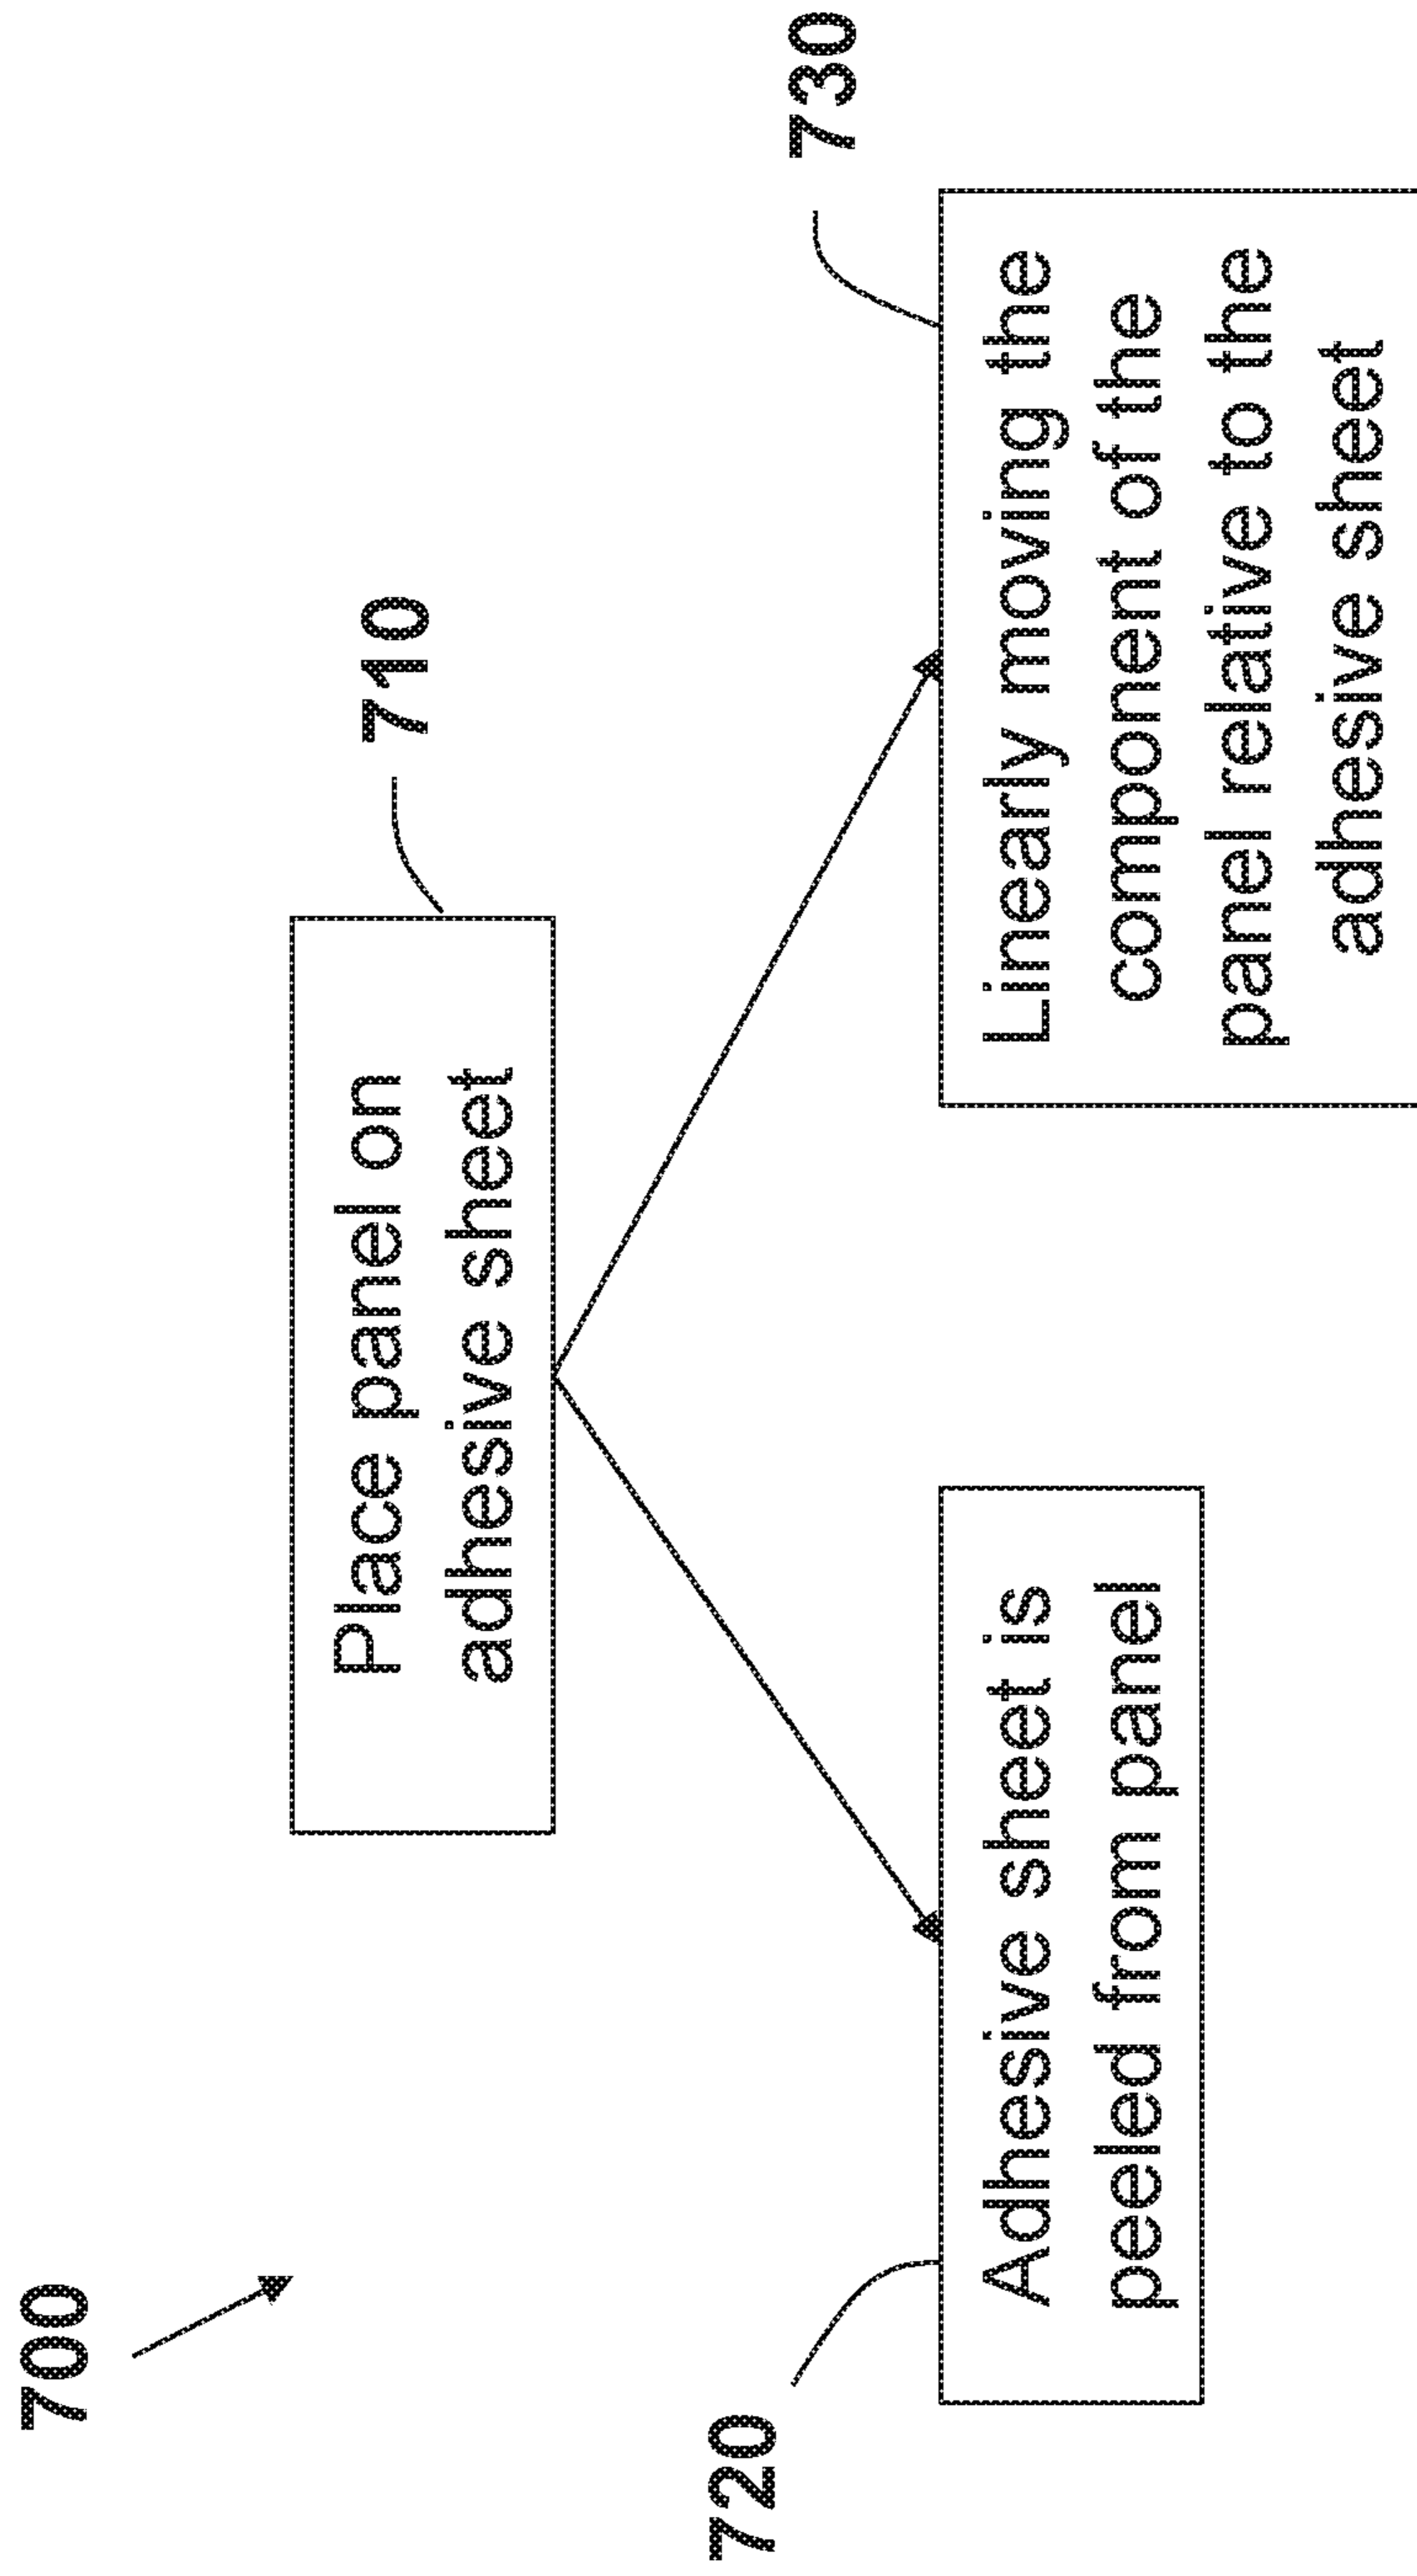 700
Place panel on
adhesive sheet
710
720
Adhesive sheet is
peeled from panel
730
Linearly moving the
component of the
panel relative to the
adhesive sheet